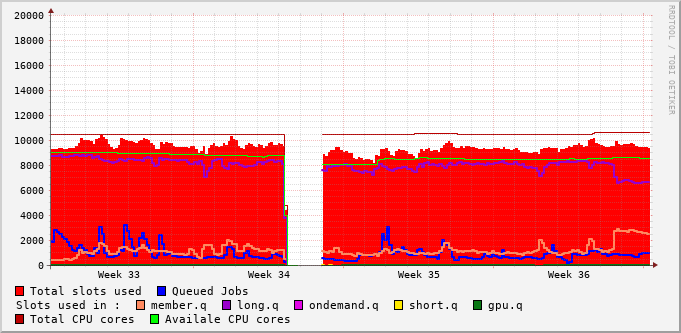 20000
18000
16000
14000
12000
10000
8000
6000
4000
2000
0
Week 33 Week 34 Week 35 Week 36
RRDTOOL / TOBI OETIKER
Total slots used Queued Jobs
Slots used in : member.q long.q ondemand.q short.q gpu.q
Total CPU cores Availale CPU cores